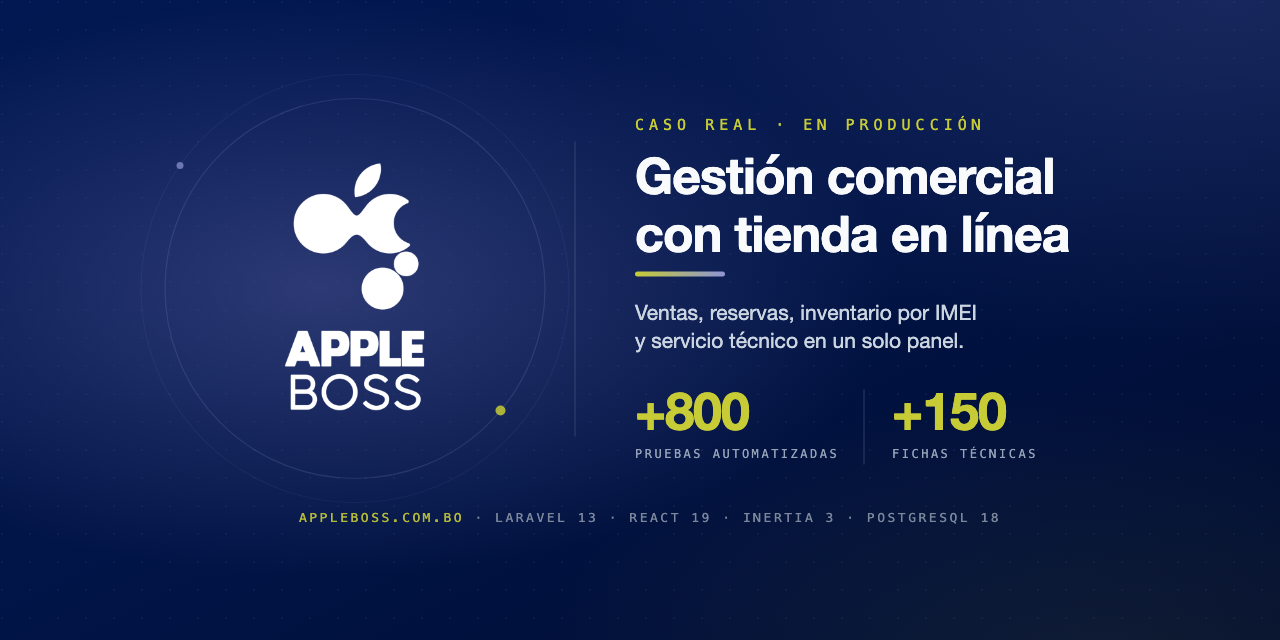 APPLE
BOSS
CASO REAL · EN PRODUCCIÓN
Gestión comercial
con tienda en línea
Ventas, reservas, inventario por IMEI
y servicio técnico en un solo panel.
+800
PRUEBAS AUTOMATIZADAS
+150
FICHAS TÉCNICAS
APPLEBOSS.COM.BO · LARAVEL 13 · REACT 19 · INERTIA 3 · POSTGRESQL 18